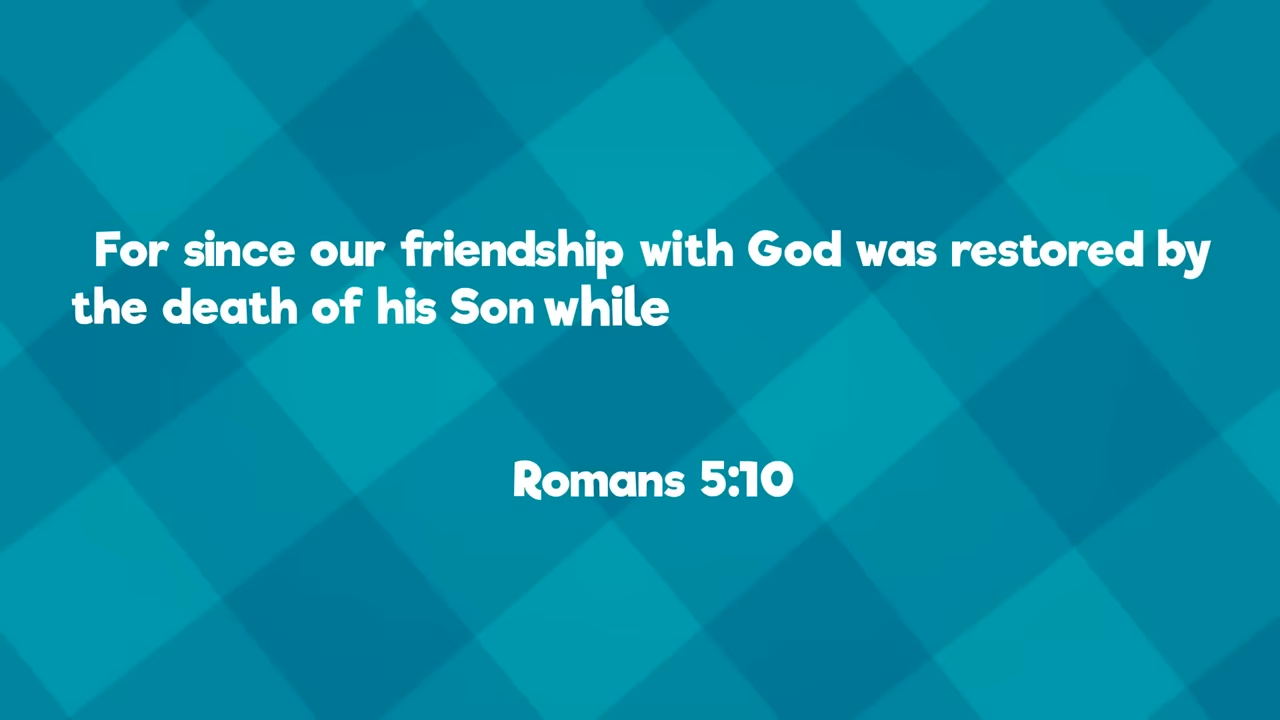 For since our friendship with God was restored by
the death of his Son while
Romans 5:10